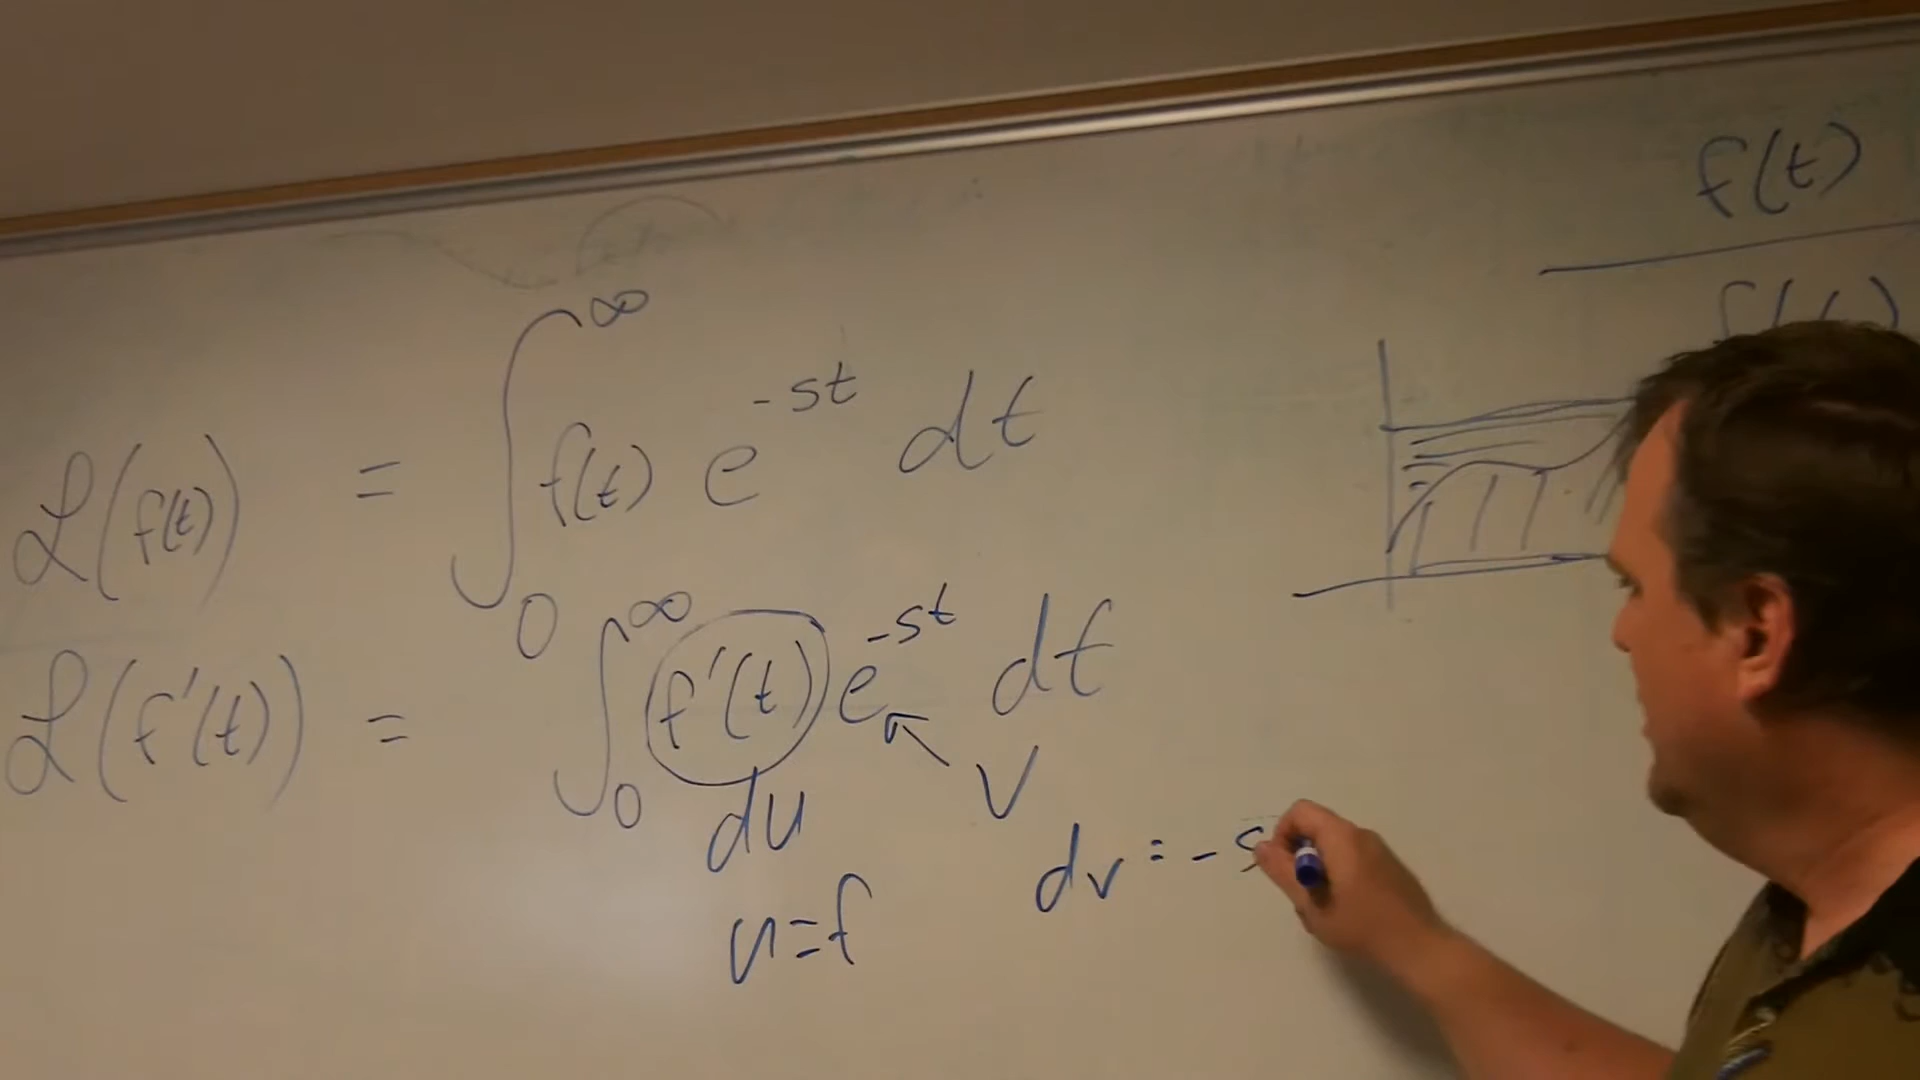 f(t)
ℒ(f(t)) = ∫₀^∞ f(t) e^{-st} dt
ℒ(f'(t)) = ∫₀^∞ f'(t) e^{-st} dt
du
v
u=f
dv = -s